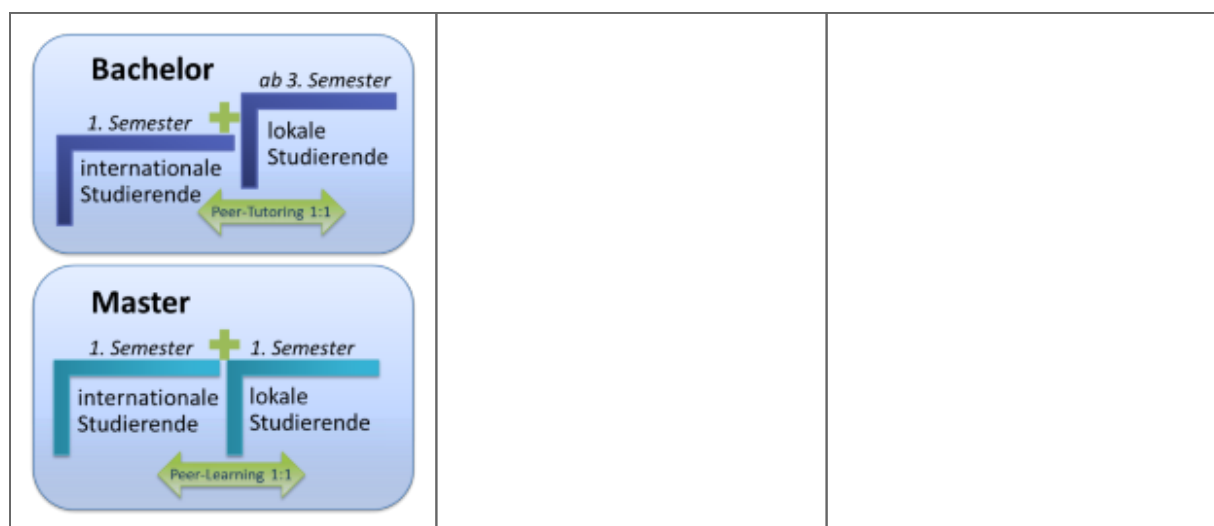 Bachelor
ab 3. Semester
1. Semester
lokale
Studierende
internationale
Studierende
Peer-Tutoring 1:1
Master
1. Semester
1. Semester
internationale
Studierende
lokale
Studierende
Peer-Learning 1:1